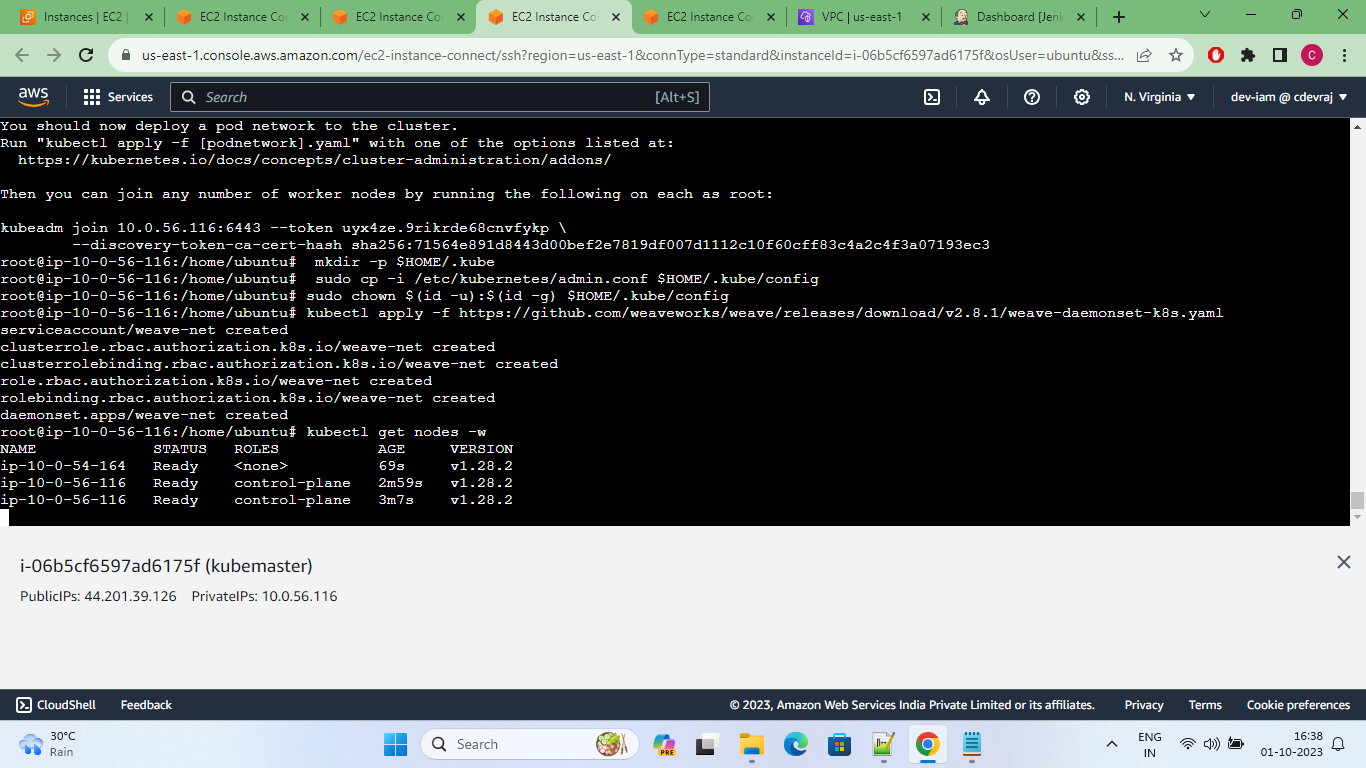 Instances | EC2 |
EC2 Instance Co
EC2 Instance Co
EC2 Instance Co
EC2 Instance Co
VPC | us-east-1
Dashboard [Jenk
us-east-1.console.aws.amazon.com/ec2-instance-connect/ssh?region=us-east-1&connType=standard&instanceId=i-06b5cf6597ad6175f&osUser=ubuntu&ss...
C
aws
Services
Search
[Alt+S]
N. Virginia
dev-iam @ cdevraj
You should now deploy a pod network to the cluster.
Run "kubectl apply -f [podnetwork].yaml" with one of the options listed at:
  https://kubernetes.io/docs/concepts/cluster-administration/addons/
Then you can join any number of worker nodes by running the following on each as root:
kubeadm join 10.0.56.116:6443 --token uyx4ze.9rikrde68cnvfykp \
        --discovery-token-ca-cert-hash sha256:71564e891d8443d00bef2e7819df007d1112c10f60cff83c4a2c4f3a07193ec3
root@ip-10-0-56-116:/home/ubuntu#  mkdir -p $HOME/.kube
root@ip-10-0-56-116:/home/ubuntu#  sudo cp -i /etc/kubernetes/admin.conf $HOME/.kube/config
root@ip-10-0-56-116:/home/ubuntu# sudo chown $(id -u):$(id -g) $HOME/.kube/config
root@ip-10-0-56-116:/home/ubuntu# kubectl apply -f https://github.com/weaveworks/weave/releases/download/v2.8.1/weave-daemonset-k8s.yaml
serviceaccount/weave-net created
clusterrole.rbac.authorization.k8s.io/weave-net created
clusterrolebinding.rbac.authorization.k8s.io/weave-net created
role.rbac.authorization.k8s.io/weave-net created
rolebinding.rbac.authorization.k8s.io/weave-net created
daemonset.apps/weave-net created
root@ip-10-0-56-116:/home/ubuntu# kubectl get nodes -w
NAME             STATUS   ROLES           AGE     VERSION
ip-10-0-54-164   Ready    <none>          69s     v1.28.2
ip-10-0-56-116   Ready    control-plane   2m59s   v1.28.2
ip-10-0-56-116   Ready    control-plane   3m7s    v1.28.2
i-06b5cf6597ad6175f (kubemaster)
PublicIPs: 44.201.39.126 PrivateIPs: 10.0.56.116
CloudShell
Feedback
© 2023, Amazon Web Services India Private Limited or its affiliates.
Privacy
Terms
Cookie preferences
30°C
Rain
Search
PRE
ENG
IN
16:38
01-10-2023